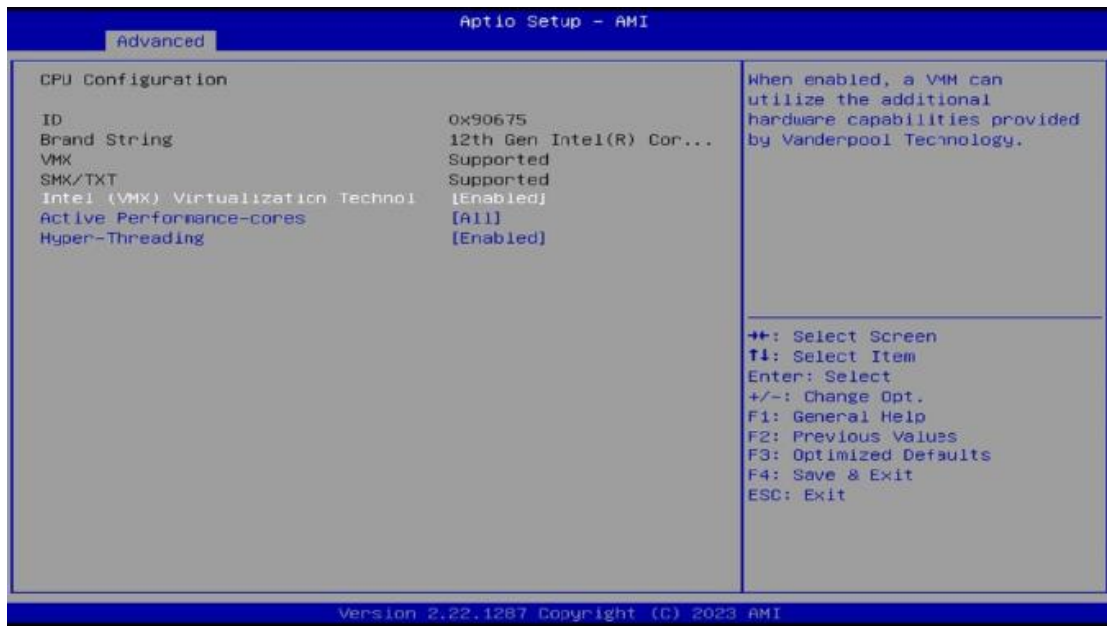 Aptio Setup - AMI
Advanced
CPU Configuration
ID 0x90675
Brand String 12th Gen Intel(R) Cor...
VMX Supported
SMX/TXT Supported
Intel (VMX) Virtualization Technol [Enabled]
Active Performance-cores [All]
Hyper-Threading [Enabled]
When enabled, a VMM can
utilize the additional
hardware capabilities provided
by Vanderpool Technology.
→←: Select Screen
↑↓: Select Item
Enter: Select
+/-: Change Opt.
F1: General Help
F2: Previous Values
F3: Optimized Defaults
F4: Save & Exit
ESC: Exit
Version 2.22.1287 Copyright (C) 2023 AMI